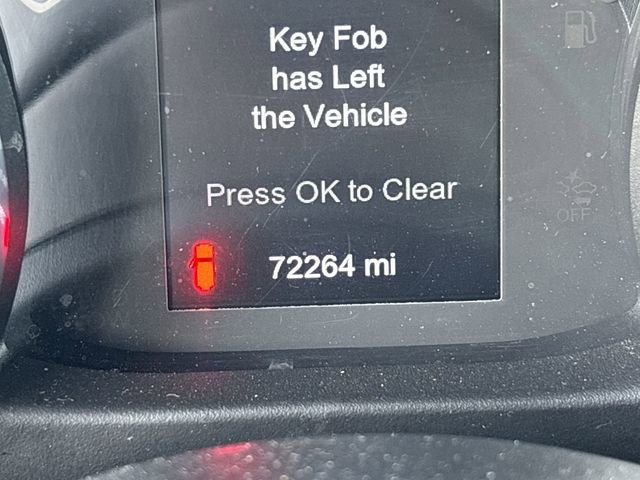 Key Fob
has Left
the Vehicle
Press OK to Clear
72264 mi
OFF